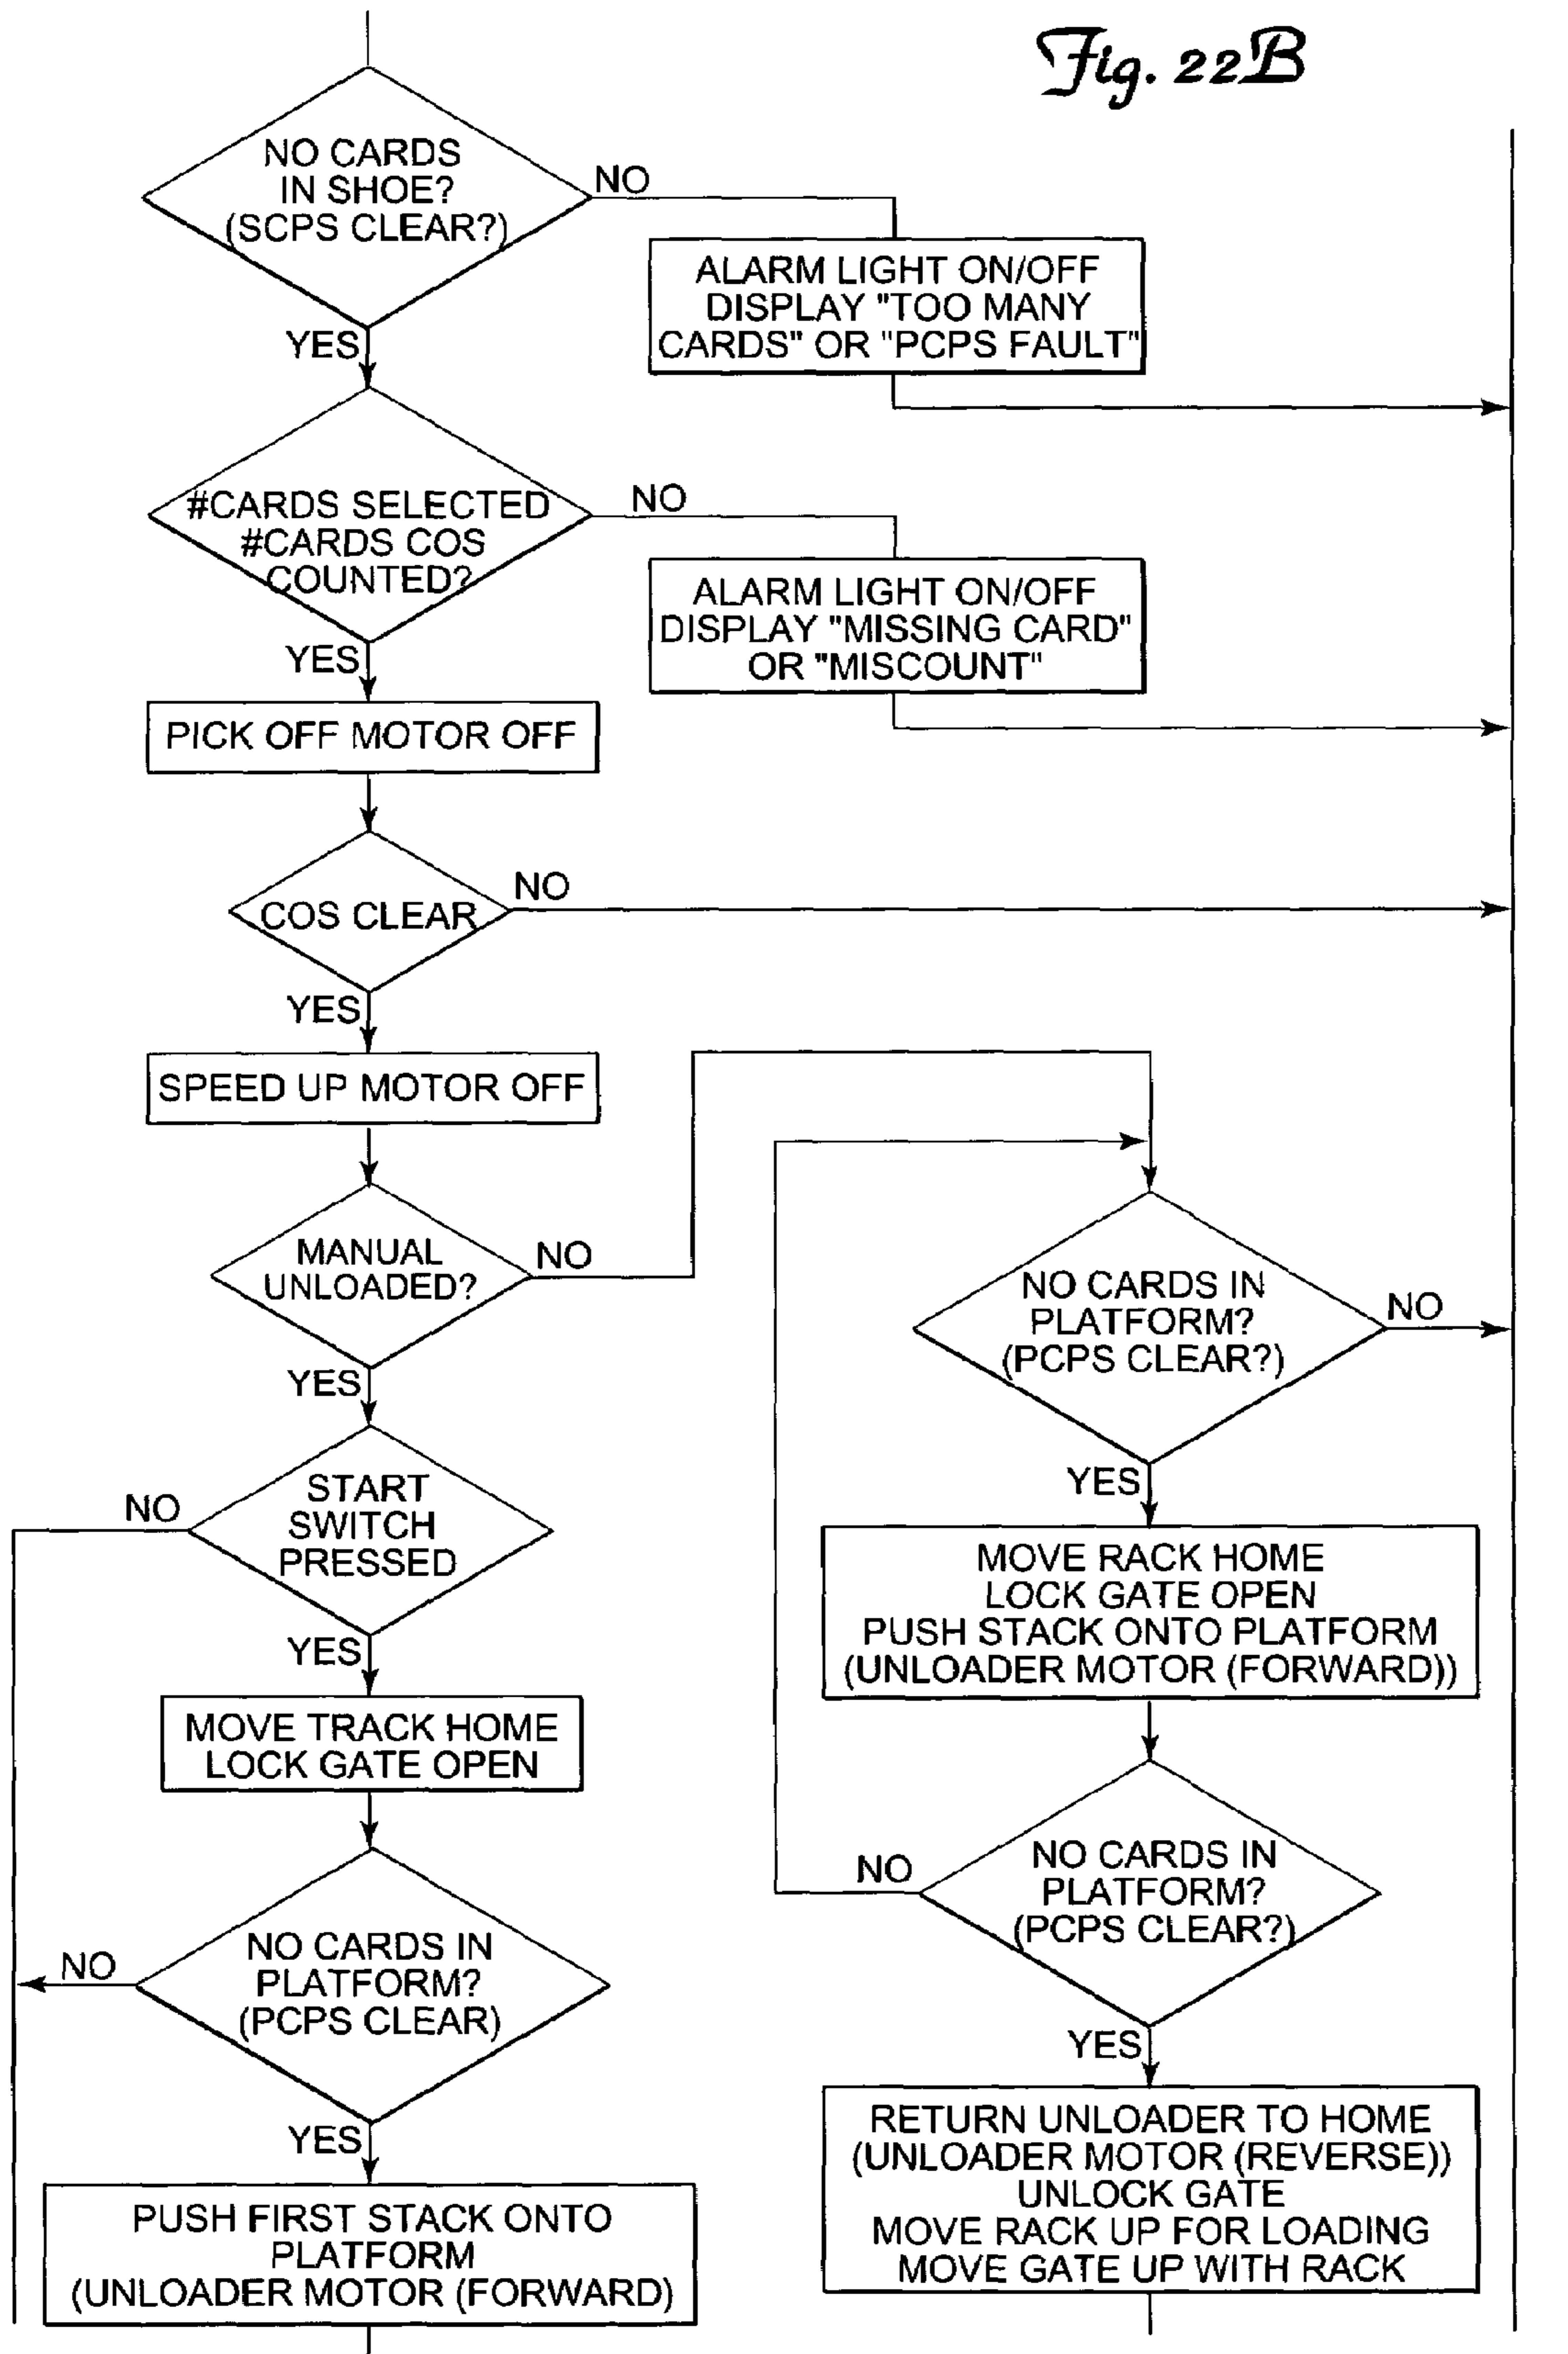 Fig. 22B
NO CARDS
IN SHOE?
(SCPS CLEAR?)
NO
YES
ALARM LIGHT ON/OFF
DISPLAY "TOO MANY
CARDS" OR "PCPS FAULT"
#CARDS SELECTED
#CARDS COS
COUNTED?
NO
YES
ALARM LIGHT ON/OFF
DISPLAY "MISSING CARD"
OR "MISCOUNT"
PICK OFF MOTOR OFF
COS CLEAR
NO
YES
SPEED UP MOTOR OFF
MANUAL
UNLOADED?
NO
YES
START
SWITCH
PRESSED
NO
YES
MOVE TRACK HOME
LOCK GATE OPEN
NO CARDS IN
PLATFORM?
(PCPS CLEAR)
NO
YES
PUSH FIRST STACK ONTO
PLATFORM
(UNLOADER MOTOR (FORWARD)
NO CARDS IN
PLATFORM?
(PCPS CLEAR?)
NO
YES
MOVE RACK HOME
LOCK GATE OPEN
PUSH STACK ONTO PLATFORM
(UNLOADER MOTOR (FORWARD))
NO CARDS IN
PLATFORM?
(PCPS CLEAR?)
NO
YES
RETURN UNLOADER TO HOME
(UNLOADER MOTOR (REVERSE))
UNLOCK GATE
MOVE RACK UP FOR LOADING
MOVE GATE UP WITH RACK